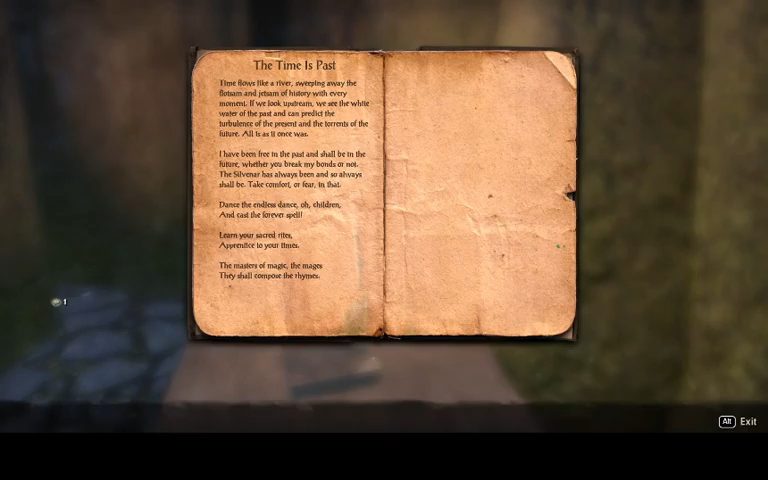 The Time Is Past
Time flows like a river, sweeping away the
flotsam and jetsam of history with every
moment. If we look upstream, we see the white
water of the past and can predict the
turbulence of the present and the torrents of the
future. All is as it once was.
I have been free in the past and shall be in the
future, whether you break my bonds or not.
The Silvenar has always been and so always
shall be. Take comfort, or fear, in that.
Dance the endless dance, oh, children,
And cast the forever spell!
Learn your sacred rites,
Apprentice to your times.
The masters of magic, the mages
They shall compose the rhymes.
1
Alt Exit